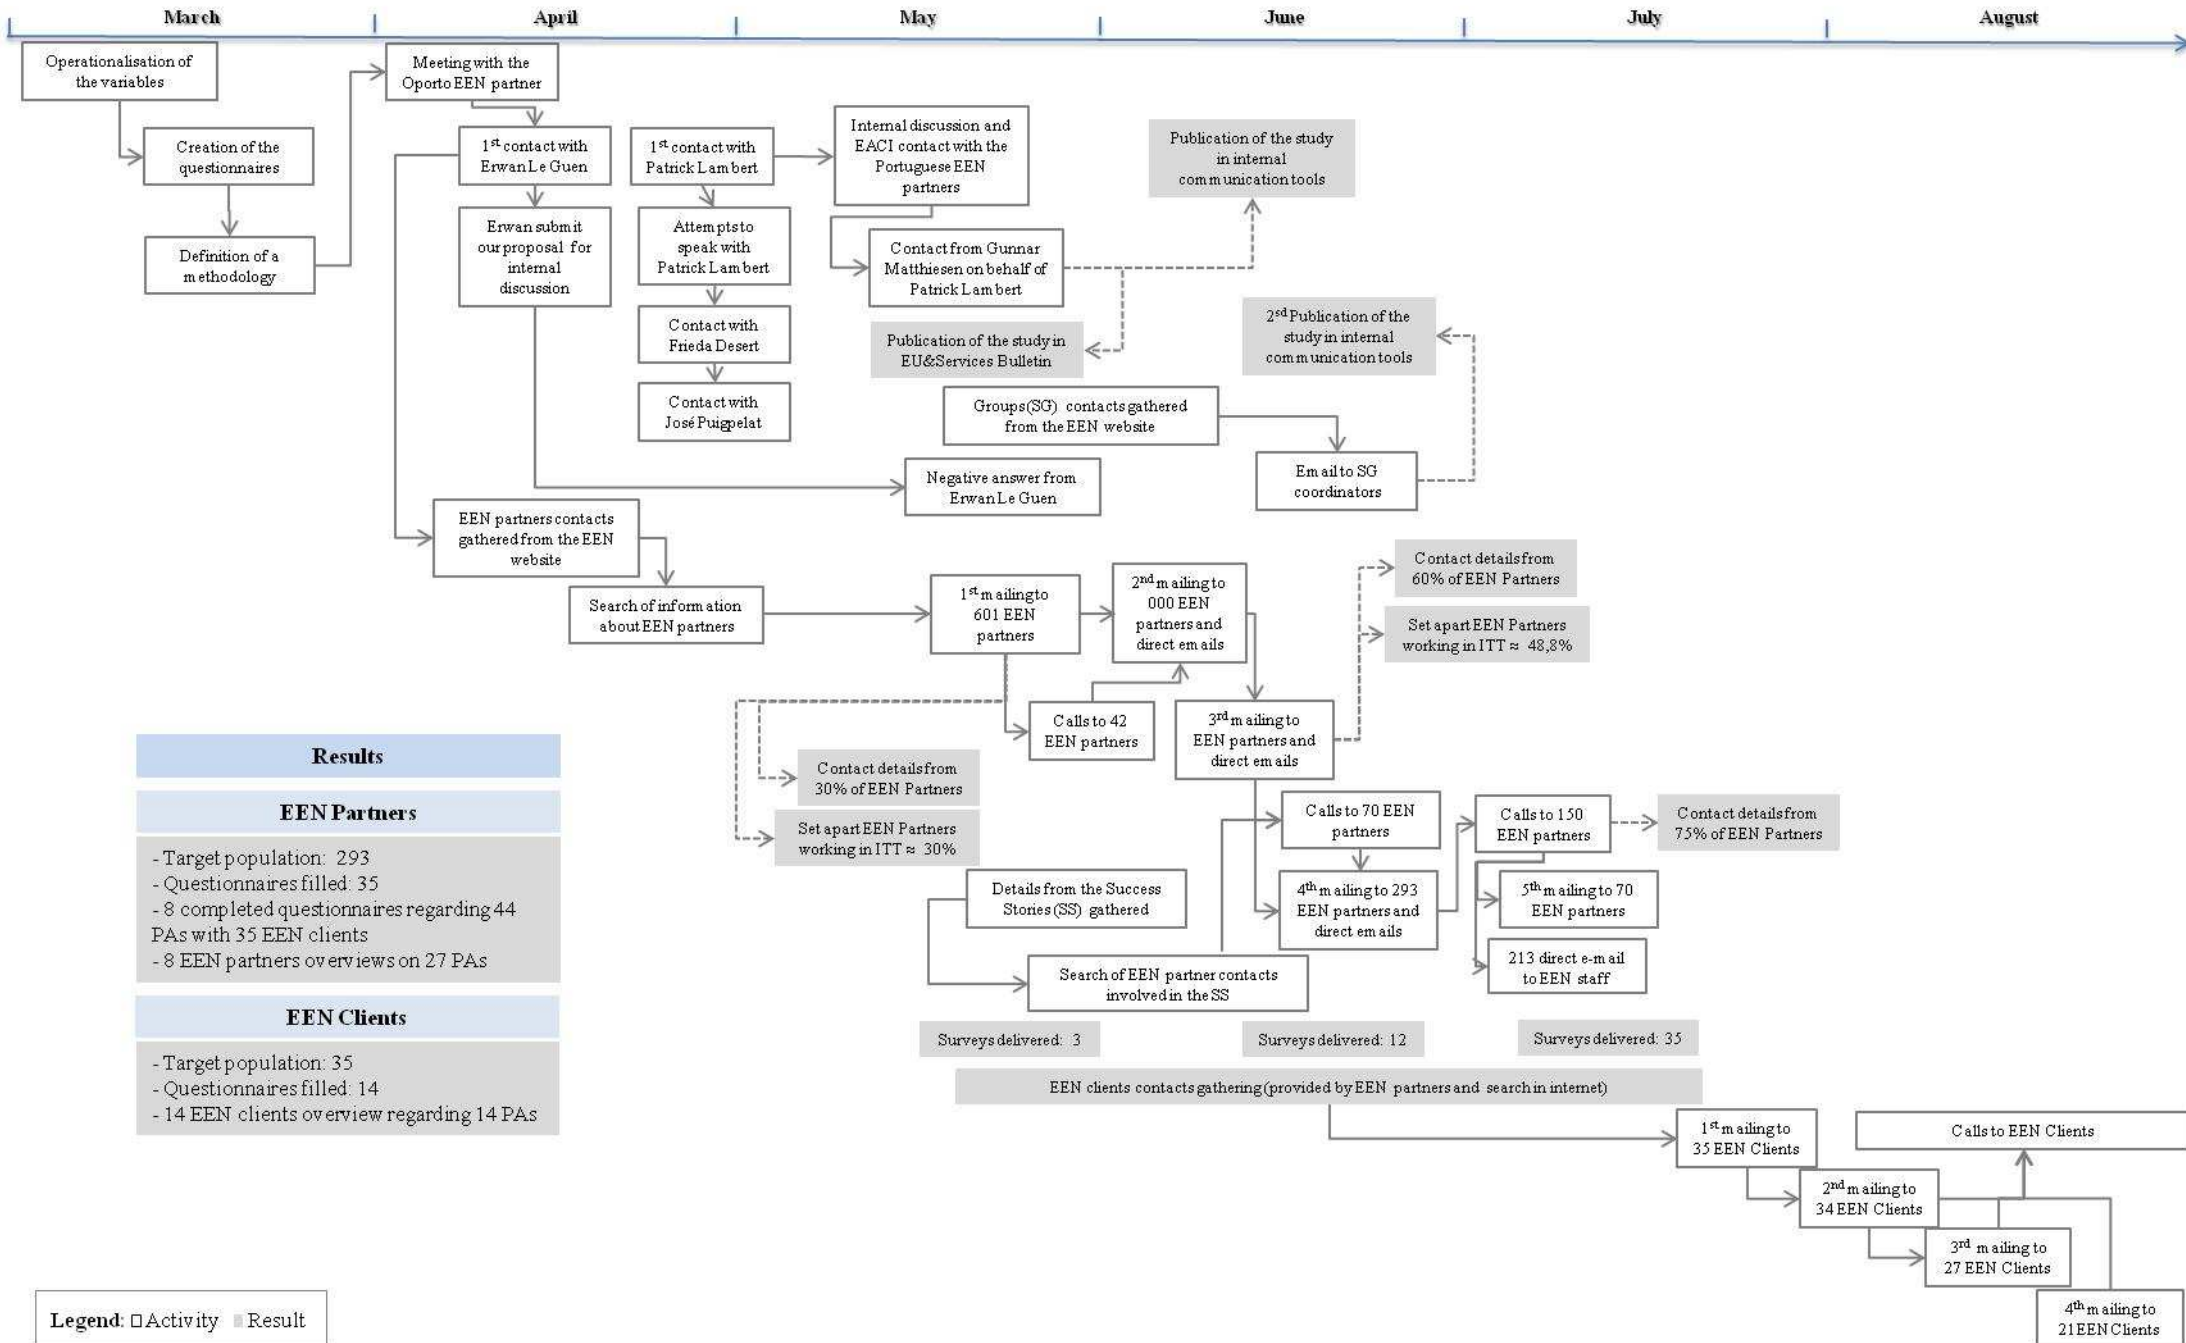 March
April
May
June
July
August
Operationalisation of
the variables
Creation of the
questionnaires
Definition of a
methodology
Meeting with the
Oporto EEN partner
1st contact with
Erwan Le Guen
Erwan submit
our proposal for
internal
discussion
1st contact with
Patrick Lambert
Attempts to
speak with
Patrick Lambert
Contact with
Frieda Desert
Contact with
José Puigpelat
Internal discussion and
EACI contact with the
Portuguese EEN
partners
Contact from Gunnar
Matthiesen on behalf of
Patrick Lambert
Publication of the study
in internal
communication tools
Publication of the study in
EU&Services Bulletin
2sd Publication of the
study in internal
communication tools
Groups (SG) contacts gathered
from the EEN website
Email to SG
coordinators
Negative answer from
Erwan Le Guen
EEN partners contacts
gathered from the EEN
website
Search of information
about EEN partners
1st mailing to
601 EEN
partners
2nd mailing to
000 EEN
partners and
direct emails
Contact details from
60% of EEN Partners
Set apart EEN Partners
working in ITT ≈ 48,8%
Calls to 42
EEN partners
3rd mailing to
EEN partners and
direct emails
Contact details from
30% of EEN Partners
Set apart EEN Partners
working in ITT ≈ 30%
Calls to 70 EEN
partners
Calls to 150
EEN partners
Contact details from
75% of EEN Partners
Details from the Success
Stories (SS) gathered
4th mailing to 293
EEN partners and
direct emails
5th mailing to 70
EEN partners
213 direct e-mail
to EEN staff
Search of EEN partner contacts
involved in the SS
Surveys delivered: 3
Surveys delivered: 12
Surveys delivered: 35
EEN clients contacts gathering (provided by EEN partners and search in internet)
1st mailing to
35 EEN Clients
Calls to EEN Clients
2nd mailing to
34 EEN Clients
3rd mailing to
27 EEN Clients
4th mailing to
21 EEN Clients
Results
EEN Partners
- Target population: 293
- Questionnaires filled: 35
- 8 completed questionnaires regarding 44
PAs with 35 EEN clients
- 8 EEN partners overviews on 27 PAs
EEN Clients
- Target population: 35
- Questionnaires filled: 14
- 14 EEN clients overview regarding 14 PAs
Legend: Activity Result